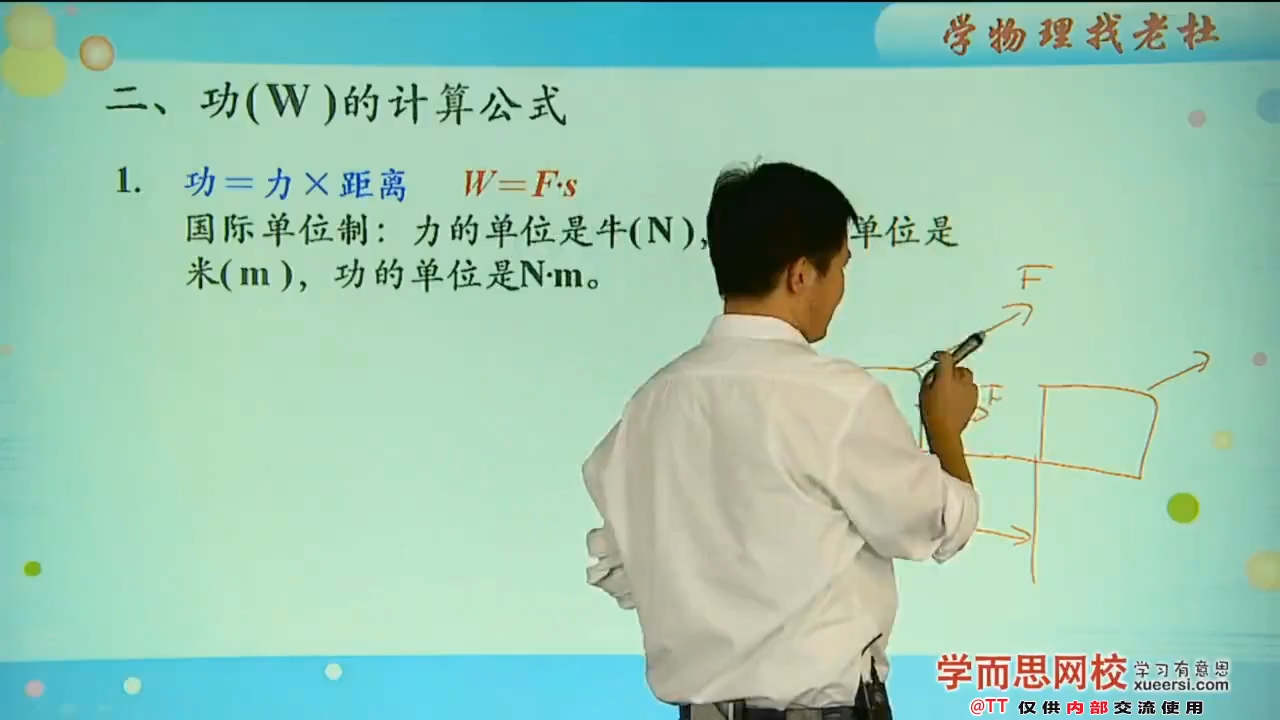 学物理找老杜
二、功(W)的计算公式
1. 功=力×距离 W=F·s
国际单位制：力的单位是牛(N)， 单位是
米(m)，功的单位是N·m。
F
F
学而思网校 学习有意思
xueersi.com
@TT 仅供内部交流使用